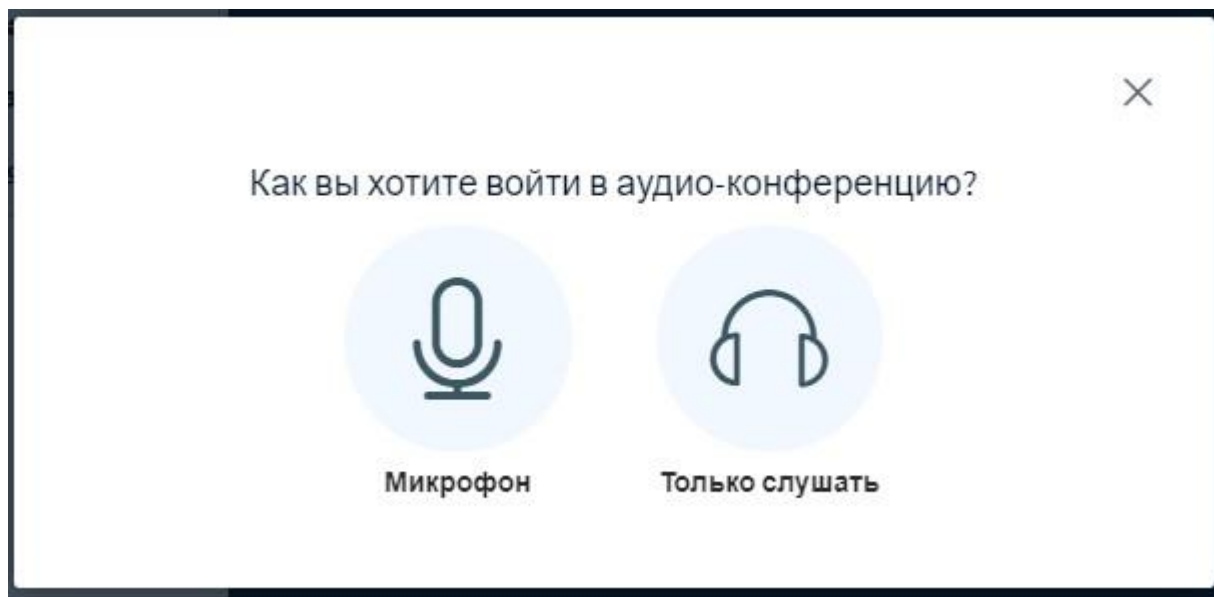 Как вы хотите войти в аудио-конференцию?
Микрофон
Только слушать